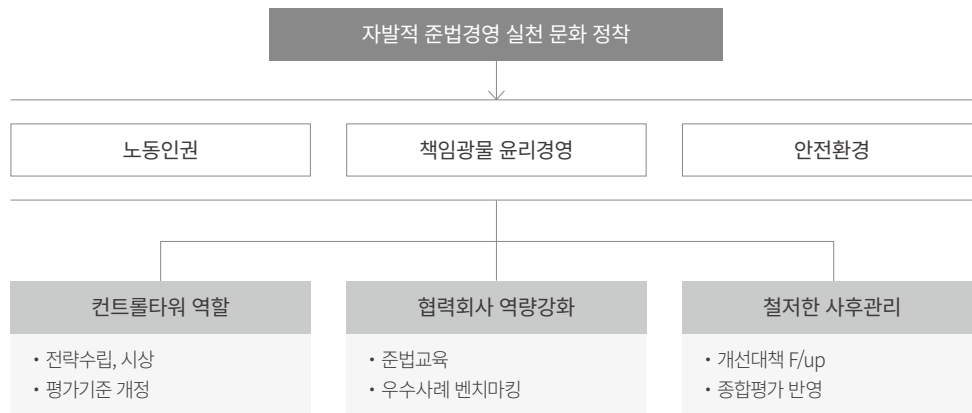 자발적 준법경영 실천 문화 정착
노동인권
책임광물 윤리경영
안전환경
컨트롤타워 역할
• 전략수립, 시상
• 평가기준 개정
협력회사 역량강화
• 준법교육
• 우수사례 벤치마킹
철저한 사후관리
• 개선대책 F/up
• 종합평가 반영